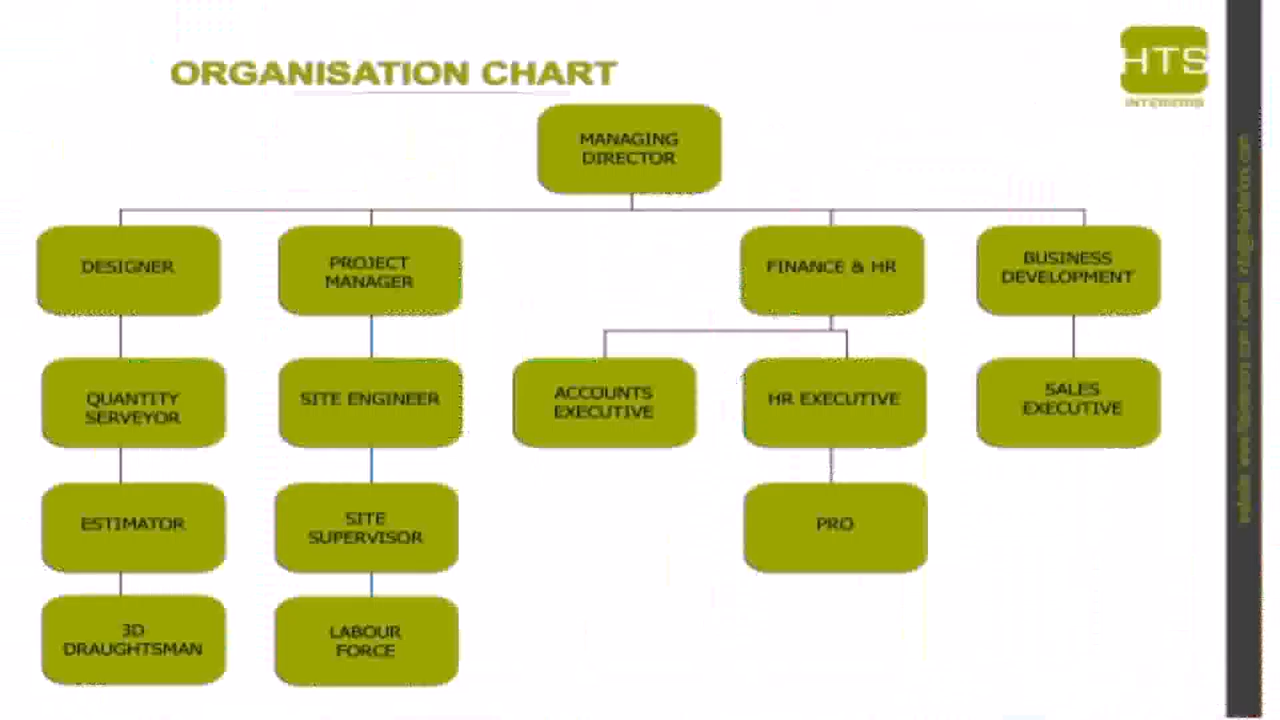 ORGANISATION CHART
HTS
INTERIORS
MANAGING
DIRECTOR
DESIGNER
PROJECT
MANAGER
FINANCE & HR
BUSINESS
DEVELOPMENT
QUANTITY
SERVEYOR
SITE ENGINEER
ACCOUNTS
EXECUTIVE
HR EXECUTIVE
SALES
EXECUTIVE
ESTIMATOR
SITE
SUPERVISOR
PRO
3D
DRAUGHTSMAN
LABOUR
FORCE